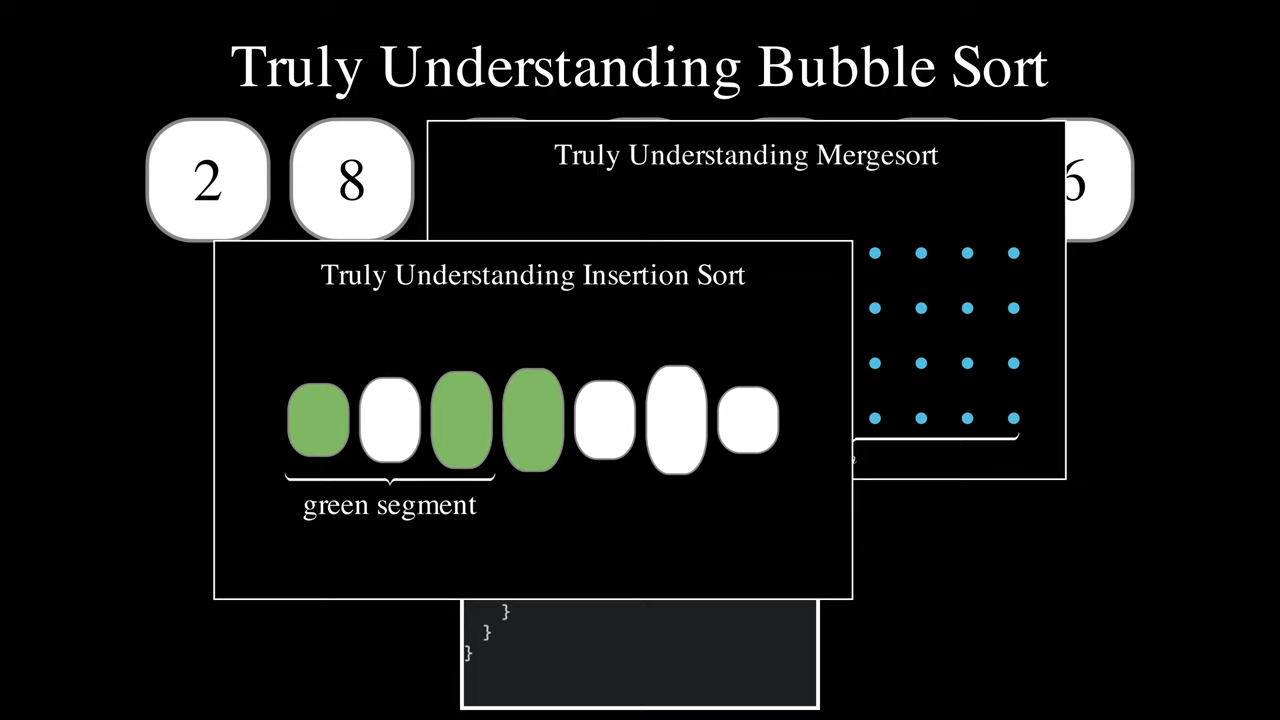 Truly Understanding Bubble Sort
2 8 6
Truly Understanding Mergesort
Truly Understanding Insertion Sort
green segment
}
}
}